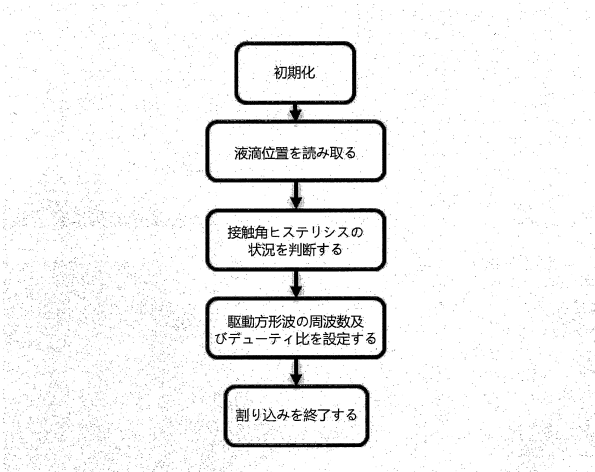 初期化
液滴位置を読み取る
接触角ヒステリシスの
状況を判断する
駆動方形波の周波数及
びデューティ比を設定する
割り込みを終了する